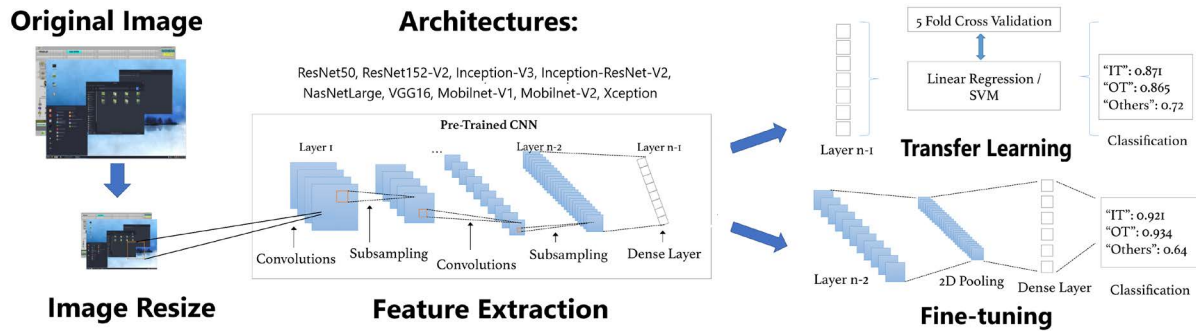 Original Image
Image Resize
Architectures:
ResNet50, ResNet152-V2, Inception-V3, Inception-ResNet-V2,
NasNetLarge, VGG16, Mobilnet-V1, Mobilnet-V2, Xception
Pre-Trained CNN
Layer 1
...
Layer n-2
Layer n-1
Convolutions
Subsampling
Convolutions
Subsampling
Dense Layer
Feature Extraction
Layer n-1
5 Fold Cross Validation
Linear Regression /
SVM
Transfer Learning
"IT": 0.871
"OT": 0.865
"Others": 0.72
Classification
Layer n-2
2D Pooling
Dense Layer
"IT": 0.921
"OT": 0.934
"Others": 0.64
Classification
Fine-tuning